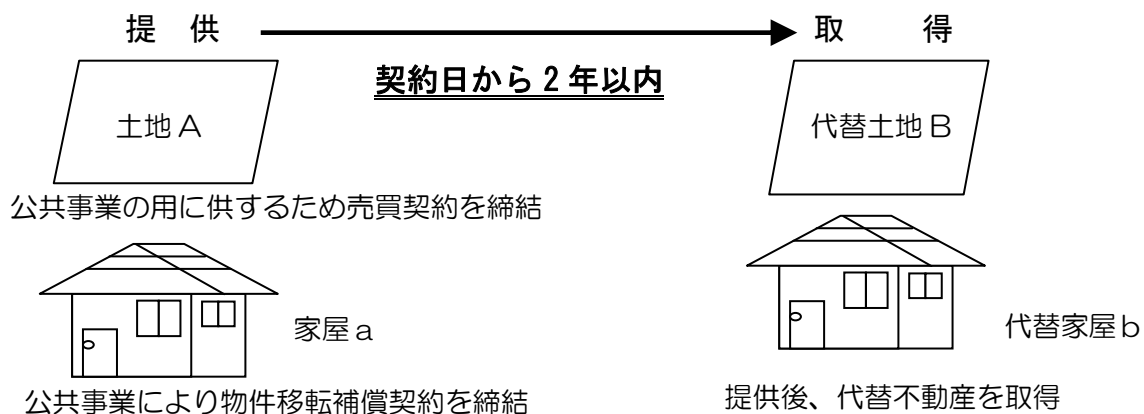 提 供
取 得
契約日から2年以内
土地A
代替土地B
公共事業の用に供するため売買契約を締結
家屋a
代替家屋b
公共事業により物件移転補償契約を締結
提供後、代替不動産を取得